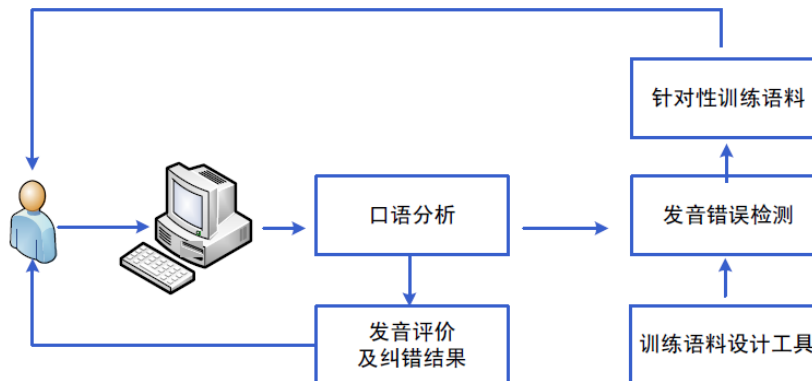 针对性训练语料
口语分析
发音错误检测
发音评价
及纠错结果
训练语料设计工具